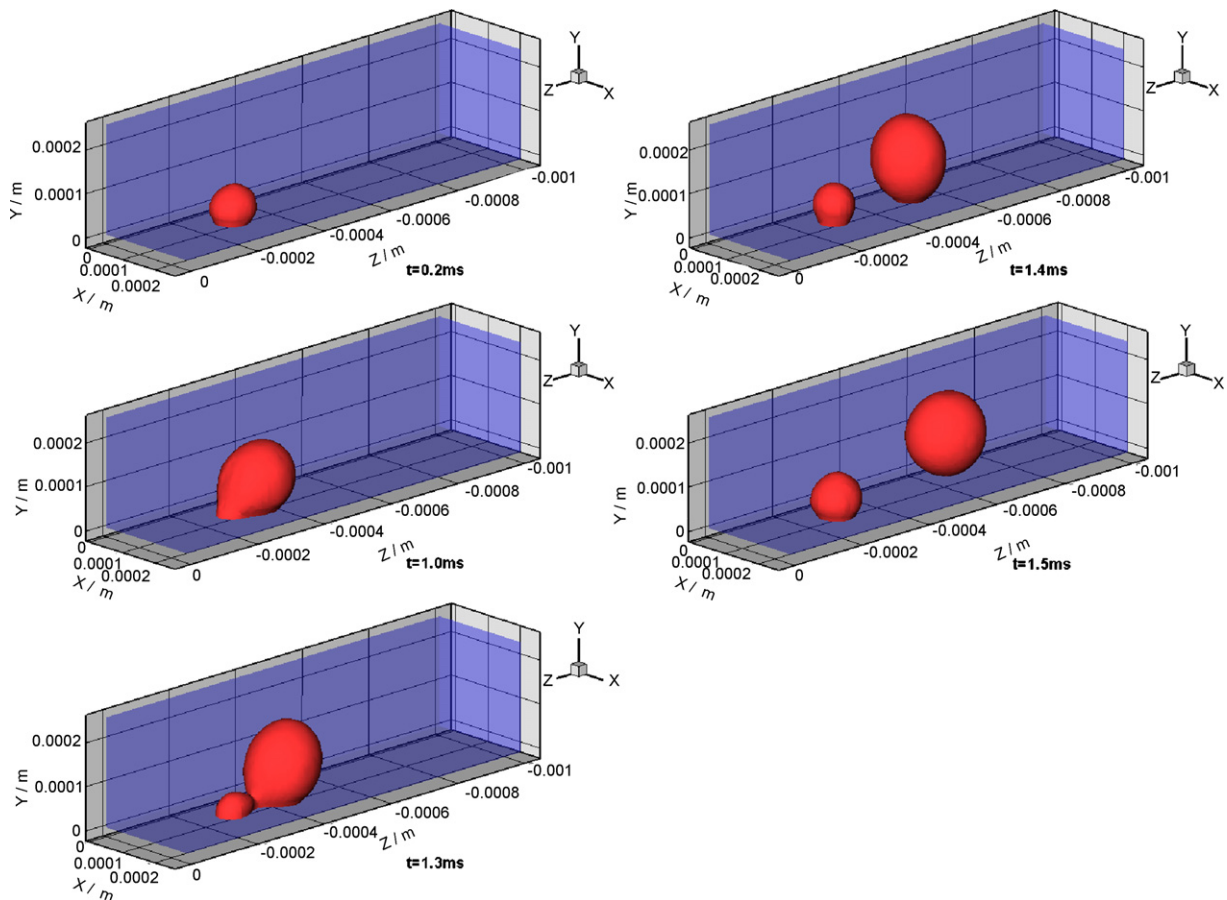 Y
Z
X
0.0002
0.0001
0
Y / m
0
0.0001
0.0002
X / m
0
-0.0002
-0.0004
-0.0006
-0.0008
-0.001
Z / m
t=0.2ms
Y
Z
X
0.0002
0.0001
0
Y / m
0
0.0001
0.0002
X / m
0
-0.0002
-0.0004
-0.0006
-0.0008
-0.001
Z / m
t=1.4ms
Y
Z
X
0.0002
0.0001
0
Y / m
0
0.0001
0.0002
X / m
0
-0.0002
-0.0004
-0.0006
-0.0008
-0.001
Z / m
t=1.0ms
Y
Z
X
0.0002
0.0001
0
Y / m
0
0.0001
0.0002
X / m
0
-0.0002
-0.0004
-0.0006
-0.0008
-0.001
Z / m
t=1.5ms
Y
Z
X
0.0002
0.0001
0
Y / m
0
0.0001
0.0002
X / m
0
-0.0002
-0.0004
-0.0006
-0.0008
-0.001
Z / m
t=1.3ms